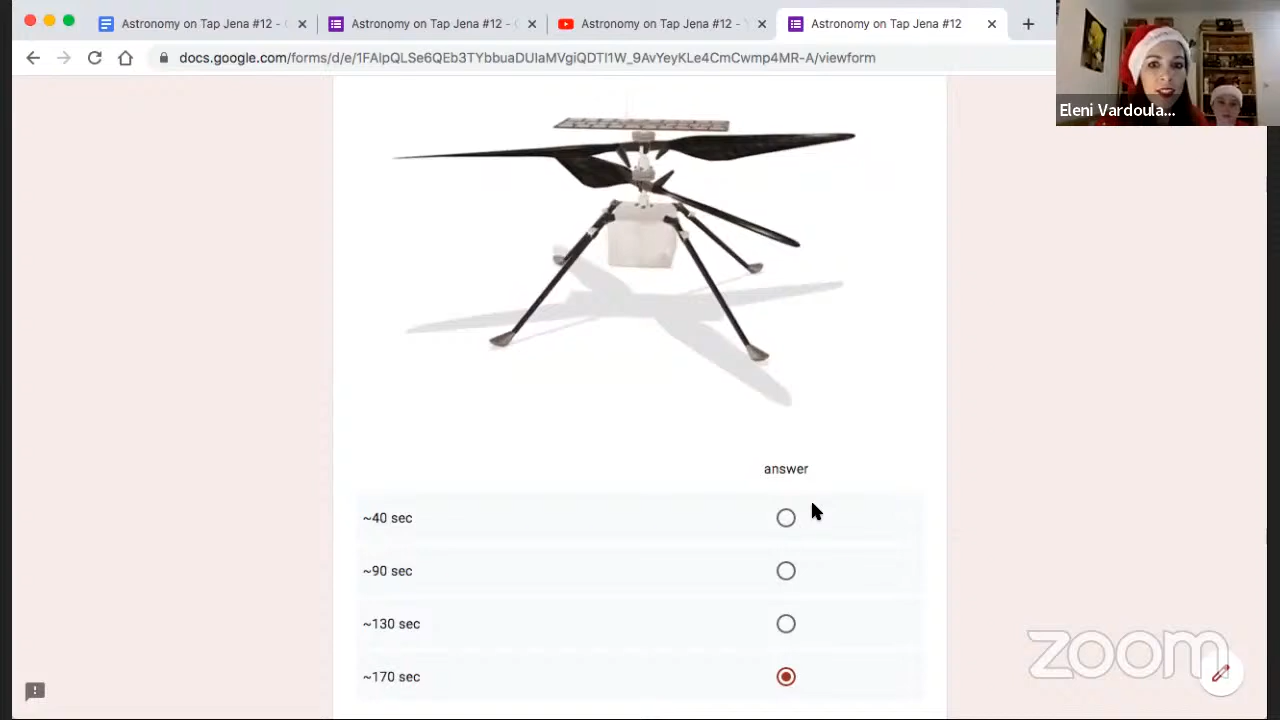 Astronomy on Tap Jena #12 -
Astronomy on Tap Jena #12 -
Astronomy on Tap Jena #12 -
Astronomy on Tap Jena #12
docs.google.com/forms/d/e/1FAIpQLSe6QEb3TYbbuaDUIaMVgiQDTI1W_9AvYeyKLe4CmCwmp4MR-A/viewform
Eleni Vardoula...
answer
~40 sec
~90 sec
~130 sec
~170 sec
zoom